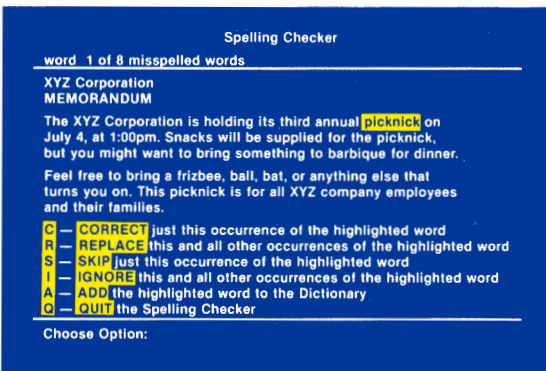 Spelling Checker
word 1 of 8 misspelled words
XYZ Corporation
MEMORANDUM
The XYZ Corporation is holding its third annual picknick on
July 4, at 1:00pm. Snacks will be supplied for the picknick,
but you might want to bring something to barbique for dinner.
Feel free to bring a frizbee, ball, bat, or anything else that
turns you on. This picknick is for all XYZ company employees
and their families.
C — CORRECT just this occurrence of the highlighted word
R — REPLACE this and all other occurrences of the highlighted word
S — SKIP just this occurrence of the highlighted word
I — IGNORE this and all other occurrences of the highlighted word
A — ADD the highlighted word to the Dictionary
Q — QUIT the Spelling Checker
Choose Option: